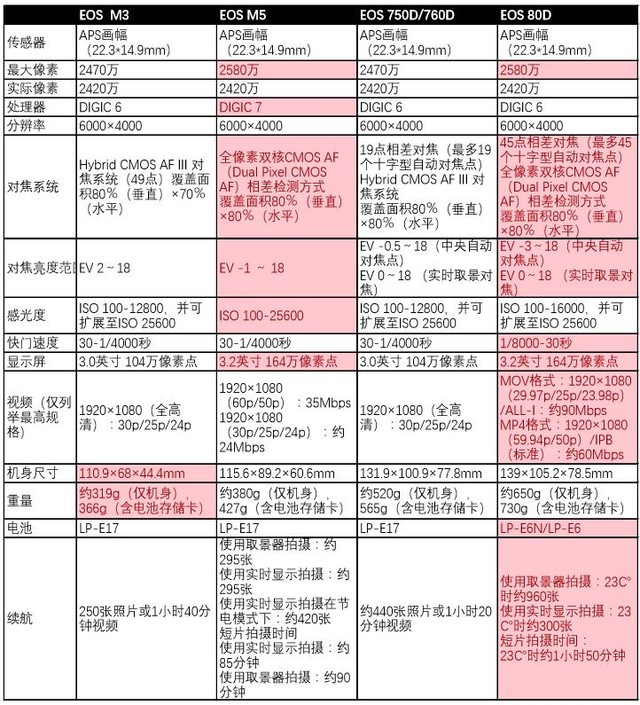 EOS M3 EOS M5 EOS 750D/760D EOS 80D
传感器
APS画幅
（22.3*14.9mm）
APS画幅
（22.3*14.9mm）
APS画幅
（22.3*14.9mm）
APS画幅
（22.3*14.9mm）
最大像素 2470万 2580万 2470万 2580万
实际像素 2420万 2420万 2420万 2420万
处理器 DIGIC 6 DIGIC 7 DIGIC 6 DIGIC 6
分辨率 6000×4000 6000×4000 6000×4000 6000×4000
对焦系统
Hybrid CMOS AF III 对
焦系统（49点）覆盖面
积80%（垂直）×70%
（水平）
全像素双核CMOS AF
（Dual Pixel CMOS
AF）相差检测方式
覆盖面积80%（垂直）
×80%（水平）
19点相差对焦（最多19
个十字型自动对焦点）
Hybrid CMOS AF III 对
焦系统
覆盖面积80%（垂直）
×80%（水平）
45点相差对焦（最多45
个十字型自动对焦点）
全像素双核CMOS AF
（Dual Pixel CMOS
AF）相差检测方式
覆盖面积80%（垂直）
×80%（水平）
对焦亮度范
EV 2～18
EV -1 ～ 18
EV -0.5～18（中央自动
对焦点）
EV 0～18 （实时取景对
焦）
EV -3～18（中央自动
对焦点）
EV 0～18 （实时取景对
焦）
感光度
ISO 100-12800，并可
扩展至ISO 25600
ISO 100-25600
ISO 100-12800，并可
扩展至ISO 25600
ISO 100-16000，并可
扩展至ISO 25600
快门速度 30-1/4000秒 30-1/4000秒 30-1/4000秒 1/8000-30秒
显示屏 3.0英寸 104万像素点 3.2英寸 164万像素点 3.0英寸 104万像素点 3.2英寸 164万像素点
视频（仅列
举最高规
格）
1920×1080（全高
清）：30p/25p/24p
1920×1080
（60p/50p）：35Mbps
1920×1080
（30p/25p/24p）：约
24Mbps
1920×1080（全高
清）：30p/25p/24p
MOV格式：1920×1080
（29.97p/25p/23.98p）
/ALL-I：约90Mbps
MP4格式：1920×1080
（59.94p/50p）/IPB
（标准）：约60Mbps
机身尺寸 110.9×68×44.4mm 115.6×89.2×60.6mm 131.9×100.9×77.8mm 139×105.2×78.5mm
重量
约319g（仅机身），
366g（含电池存储卡）
约380g（仅机身），
427g（含电池存储卡）
约520g（仅机身），
565g（含电池存储卡）
约650g（仅机身），
730g（含电池存储卡）
电池 LP-E17 LP-E17 LP-E17 LP-E6N/LP-E6
续航
250张照片或1小时40分
钟视频
使用取景器拍摄：约
295张
使用实时显示拍摄：约
295张
使用实时显示拍摄在节
电模式下：约420张
短片拍摄时间
使用实时显示拍摄：约
85分钟
使用取景器拍摄：约90
分钟
约440张照片或1小时20
分钟视频
使用取景器拍摄：23C°
时约960张
使用实时显示拍摄：23
C°时约300张
短片拍摄时间：
23C°时约1小时50分钟